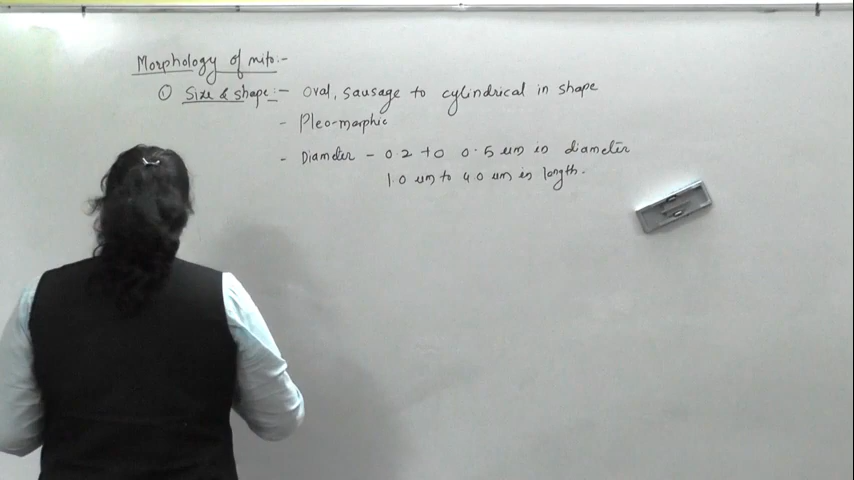 Morphology of mito:-
① Size & shape:- Oval, Sausage to cylindrical in shape
- Pleo-morphic
- Diameter - 0.2 to 0.5 um in diameter
1.0 um to 4.0 um in length.